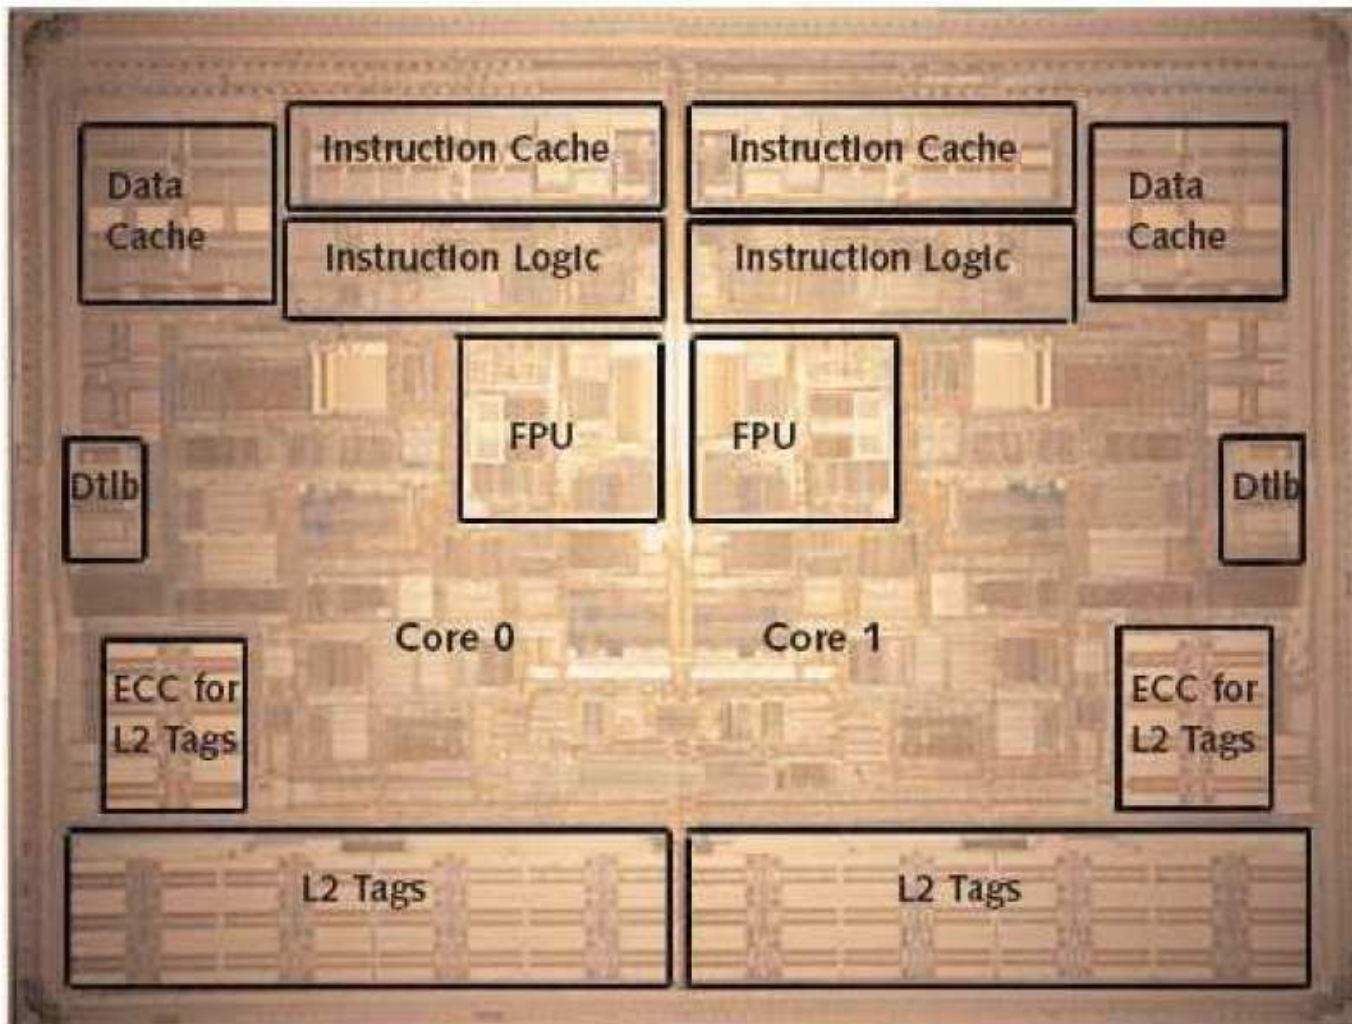 Instruction Cache
Instruction Cache
Data
Cache
Data
Cache
Instruction Logic
Instruction Logic
FPU
FPU
Dtlb
Dtlb
Core 0
Core 1
ECC for
L2 Tags
ECC for
L2 Tags
L2 Tags
L2 Tags